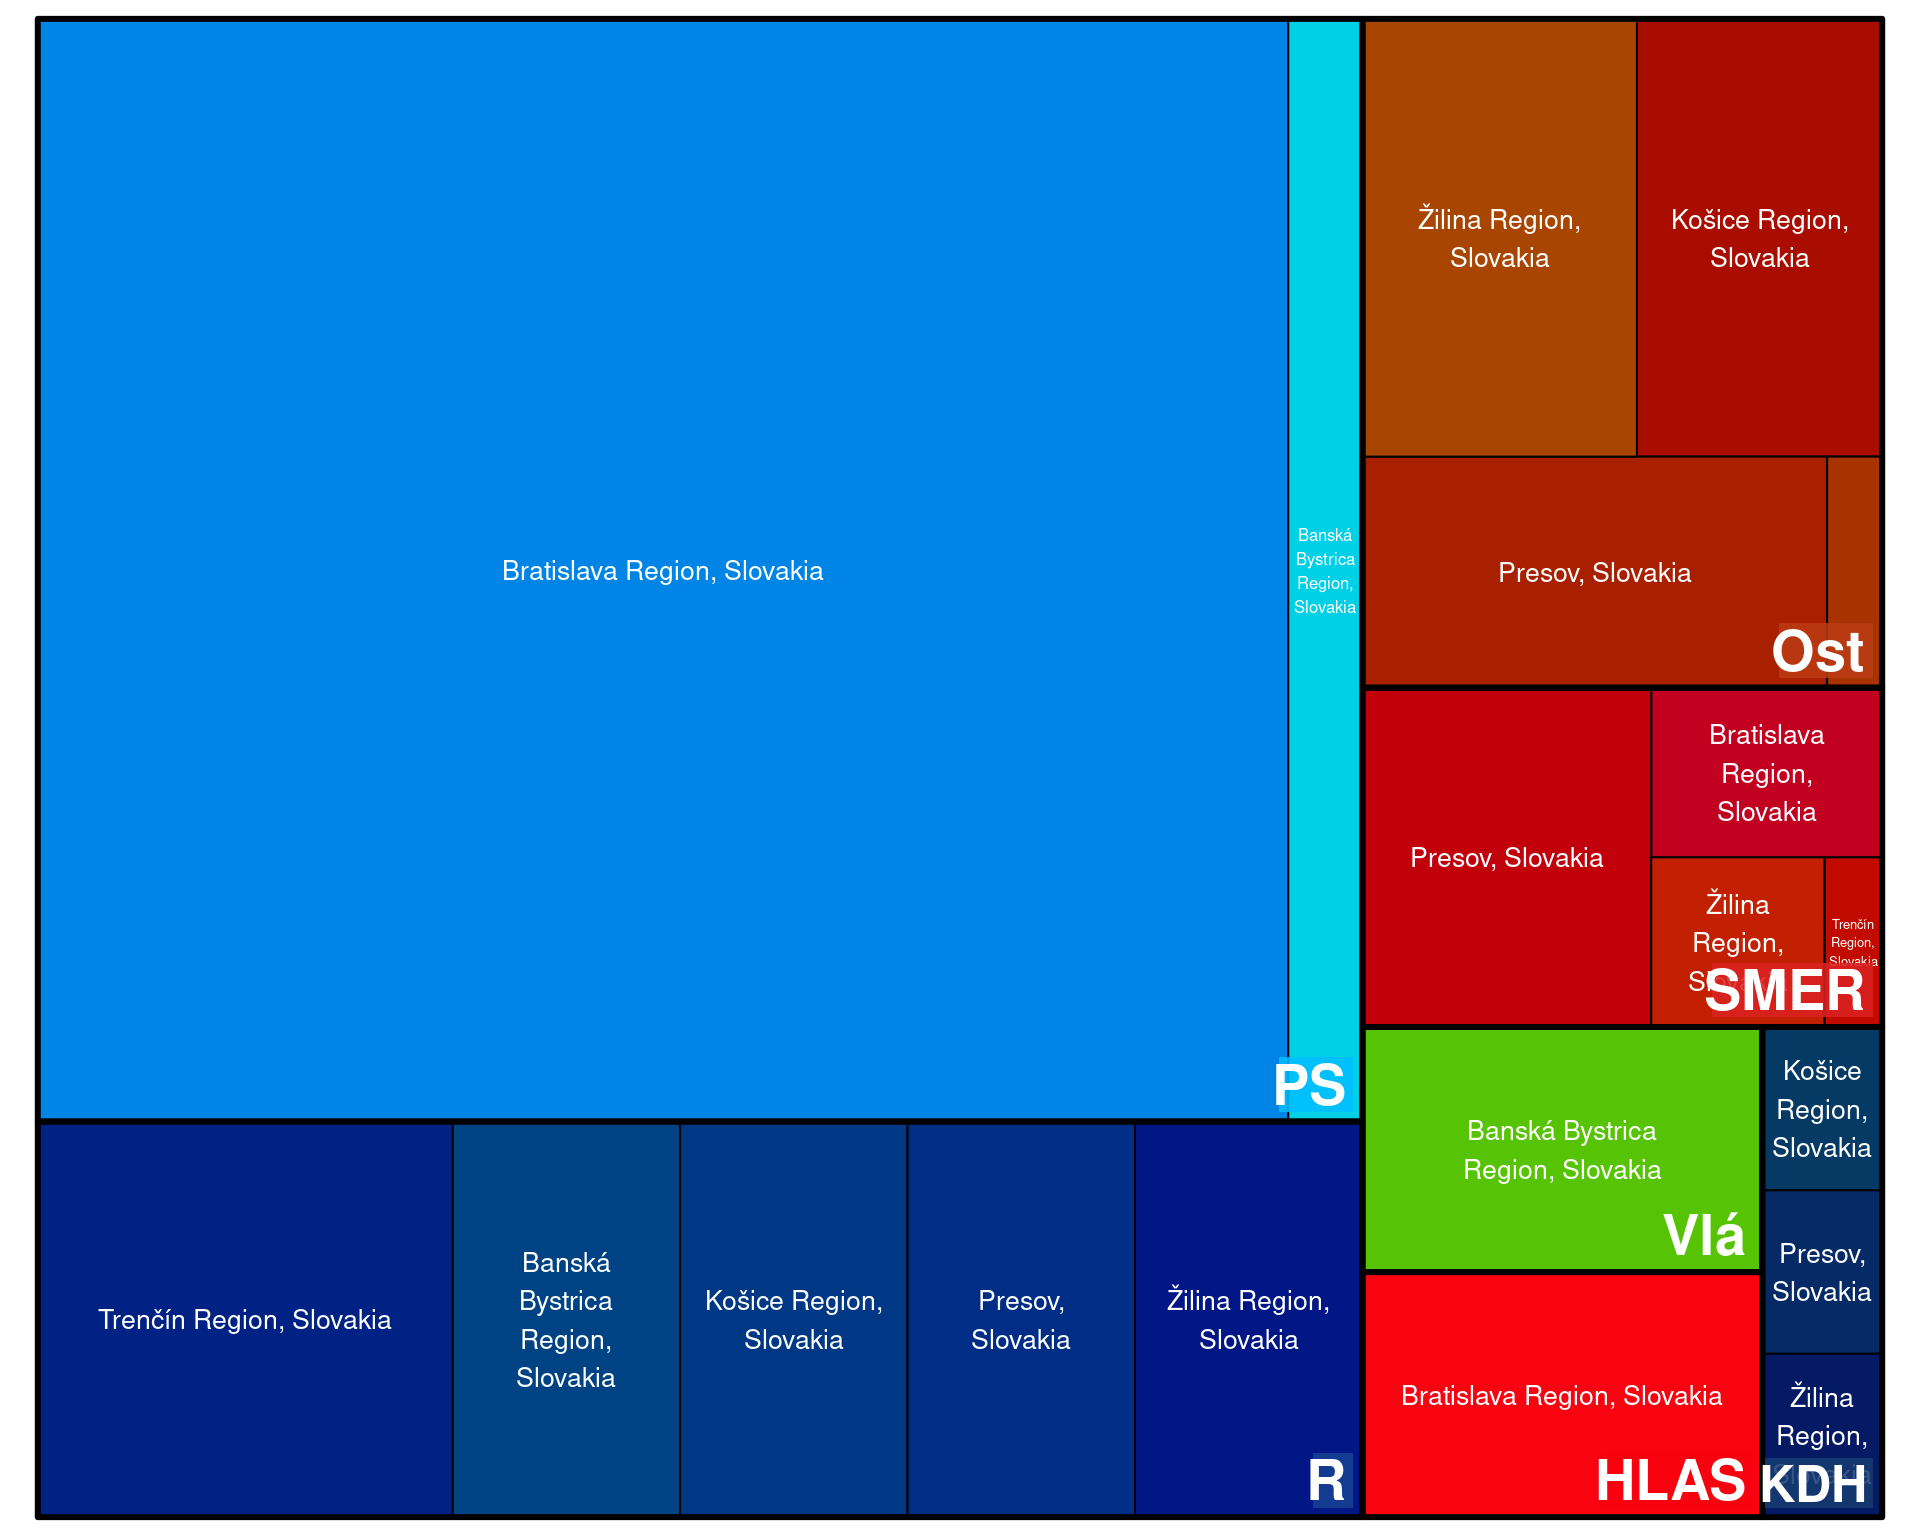 Bratislava Region, Slovakia
Banská
Bystrica
Region,
Slovakia
PS
Trenčín Region, Slovakia
Banská
Bystrica
Region,
Slovakia
Košice Region,
Slovakia
Presov,
Slovakia
Žilina Region,
Slovakia
R
Žilina Region,
Slovakia
Košice Region,
Slovakia
Presov, Slovakia
Ost
Presov, Slovakia
Bratislava
Region,
Slovakia
Žilina
Region,
Trenčín
Region,
Slovakia
SMER
Banská Bystrica
Region, Slovakia
Vlá
Bratislava Region, Slovakia
HLAS
Košice
Region,
Slovakia
Presov,
Slovakia
Žilina
Region,
Slovakia
KDH